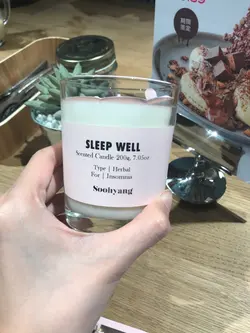 SLEEP WELL
Scented Candle 200g, 7.05oz
Type | Herbal
For | Insomnia
Soohyang